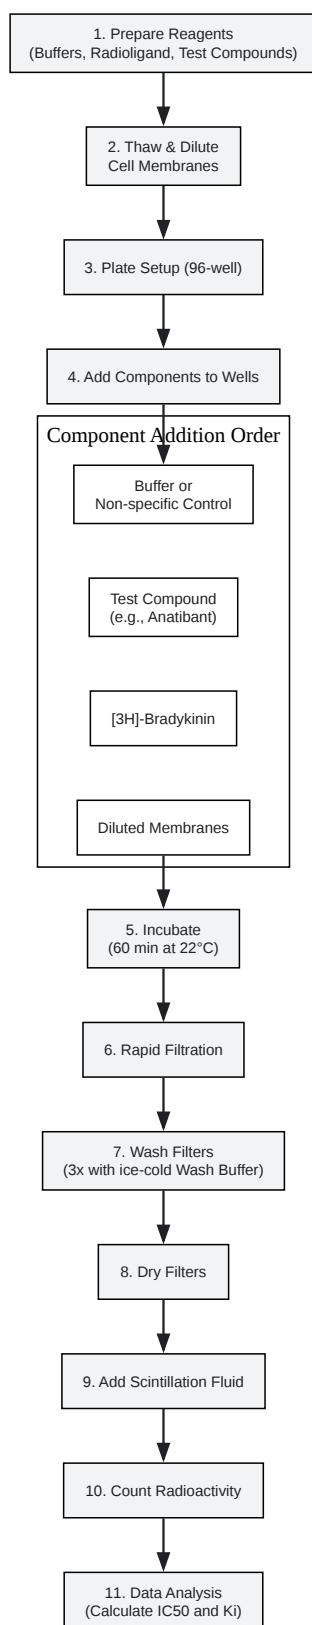 1. Prepare Reagents
(Buffers, Radioligand, Test Compounds)
2. Thaw & Dilute
Cell Membranes
3. Plate Setup (96-well)
4. Add Components to Wells
Component Addition Order
Buffer or
Non-specific Control
Test Compound
(e.g., Anatibant)
[3H]-Bradykinin
Diluted Membranes
5. Incubate
(60 min at 22°C)
6. Rapid Filtration
7. Wash Filters
(3x with ice-cold Wash Buffer)
8. Dry Filters
9. Add Scintillation Fluid
10. Count Radioactivity
11. Data Analysis
(Calculate IC50 and Ki)